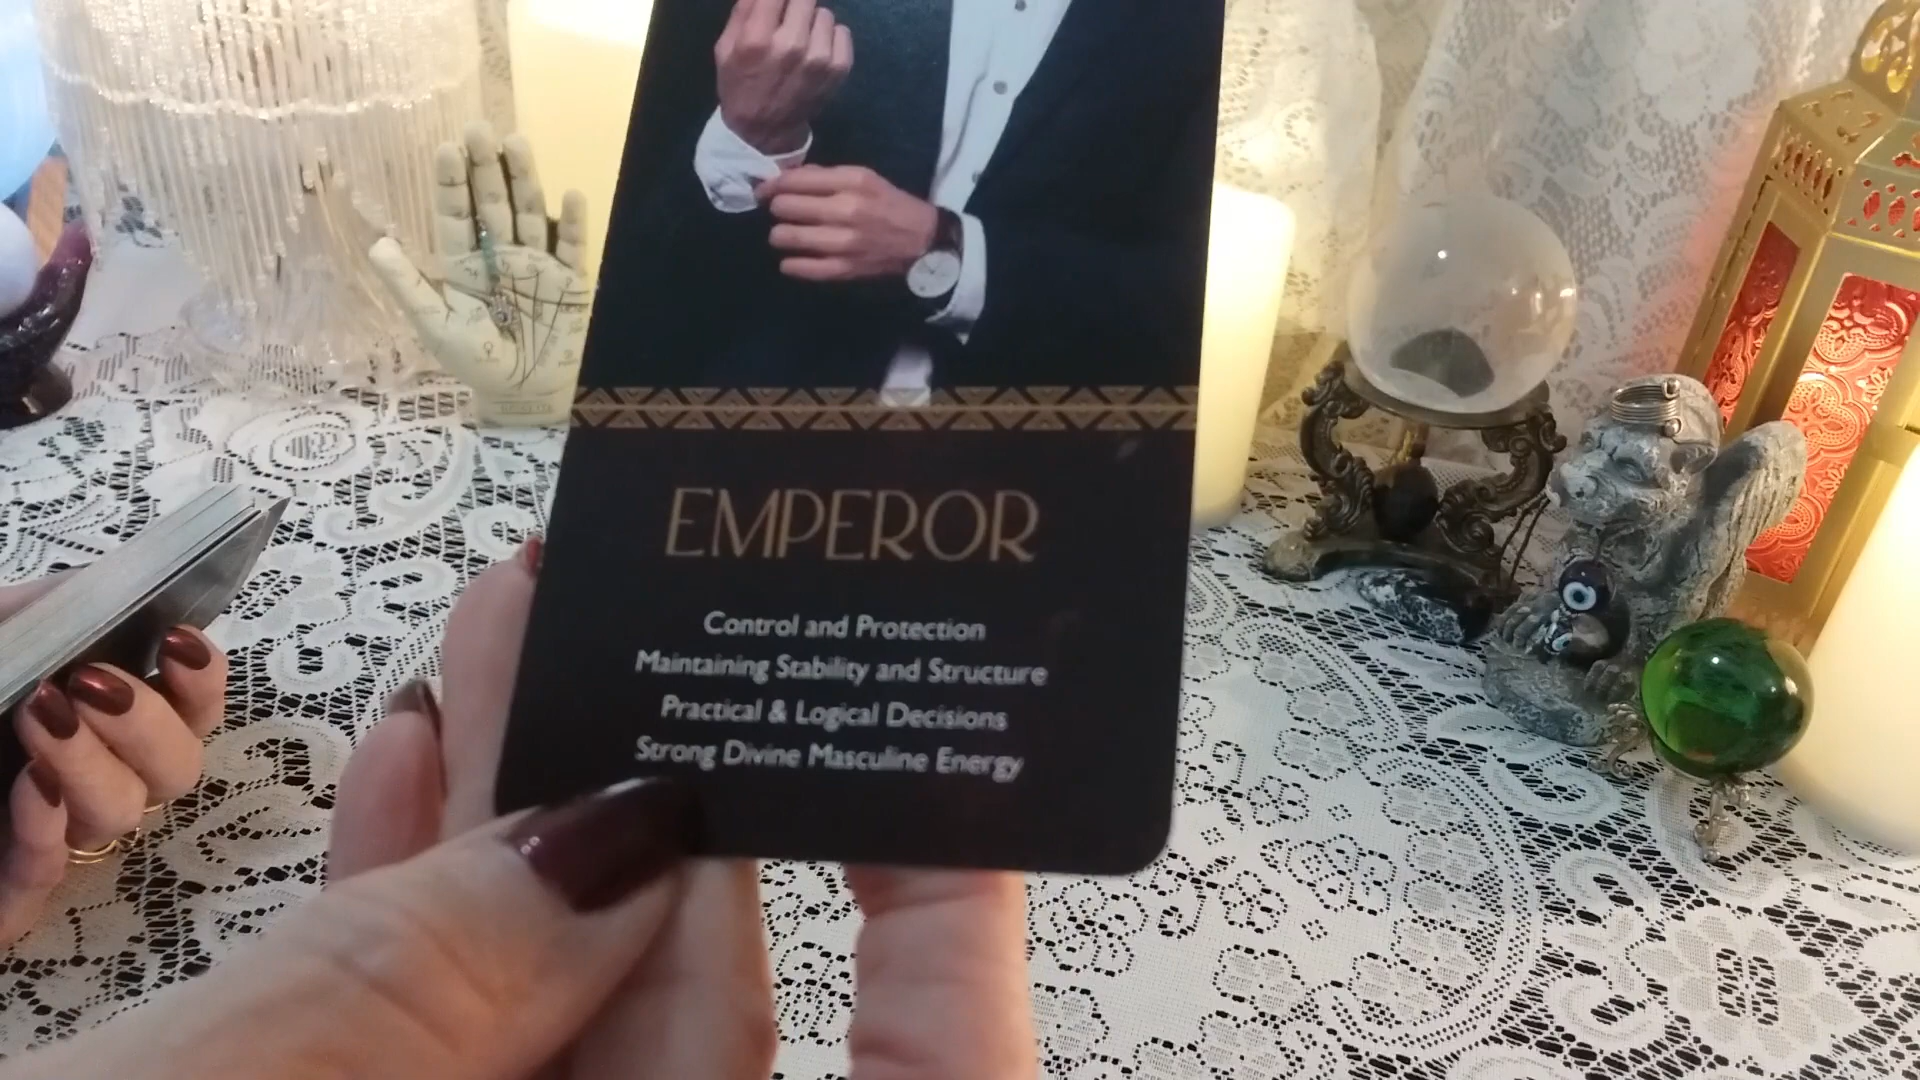 EMPEROR
Control and Protection
Maintaining Stability and Structure
Practical & Logical Decisions
Strong Divine Masculine Energy